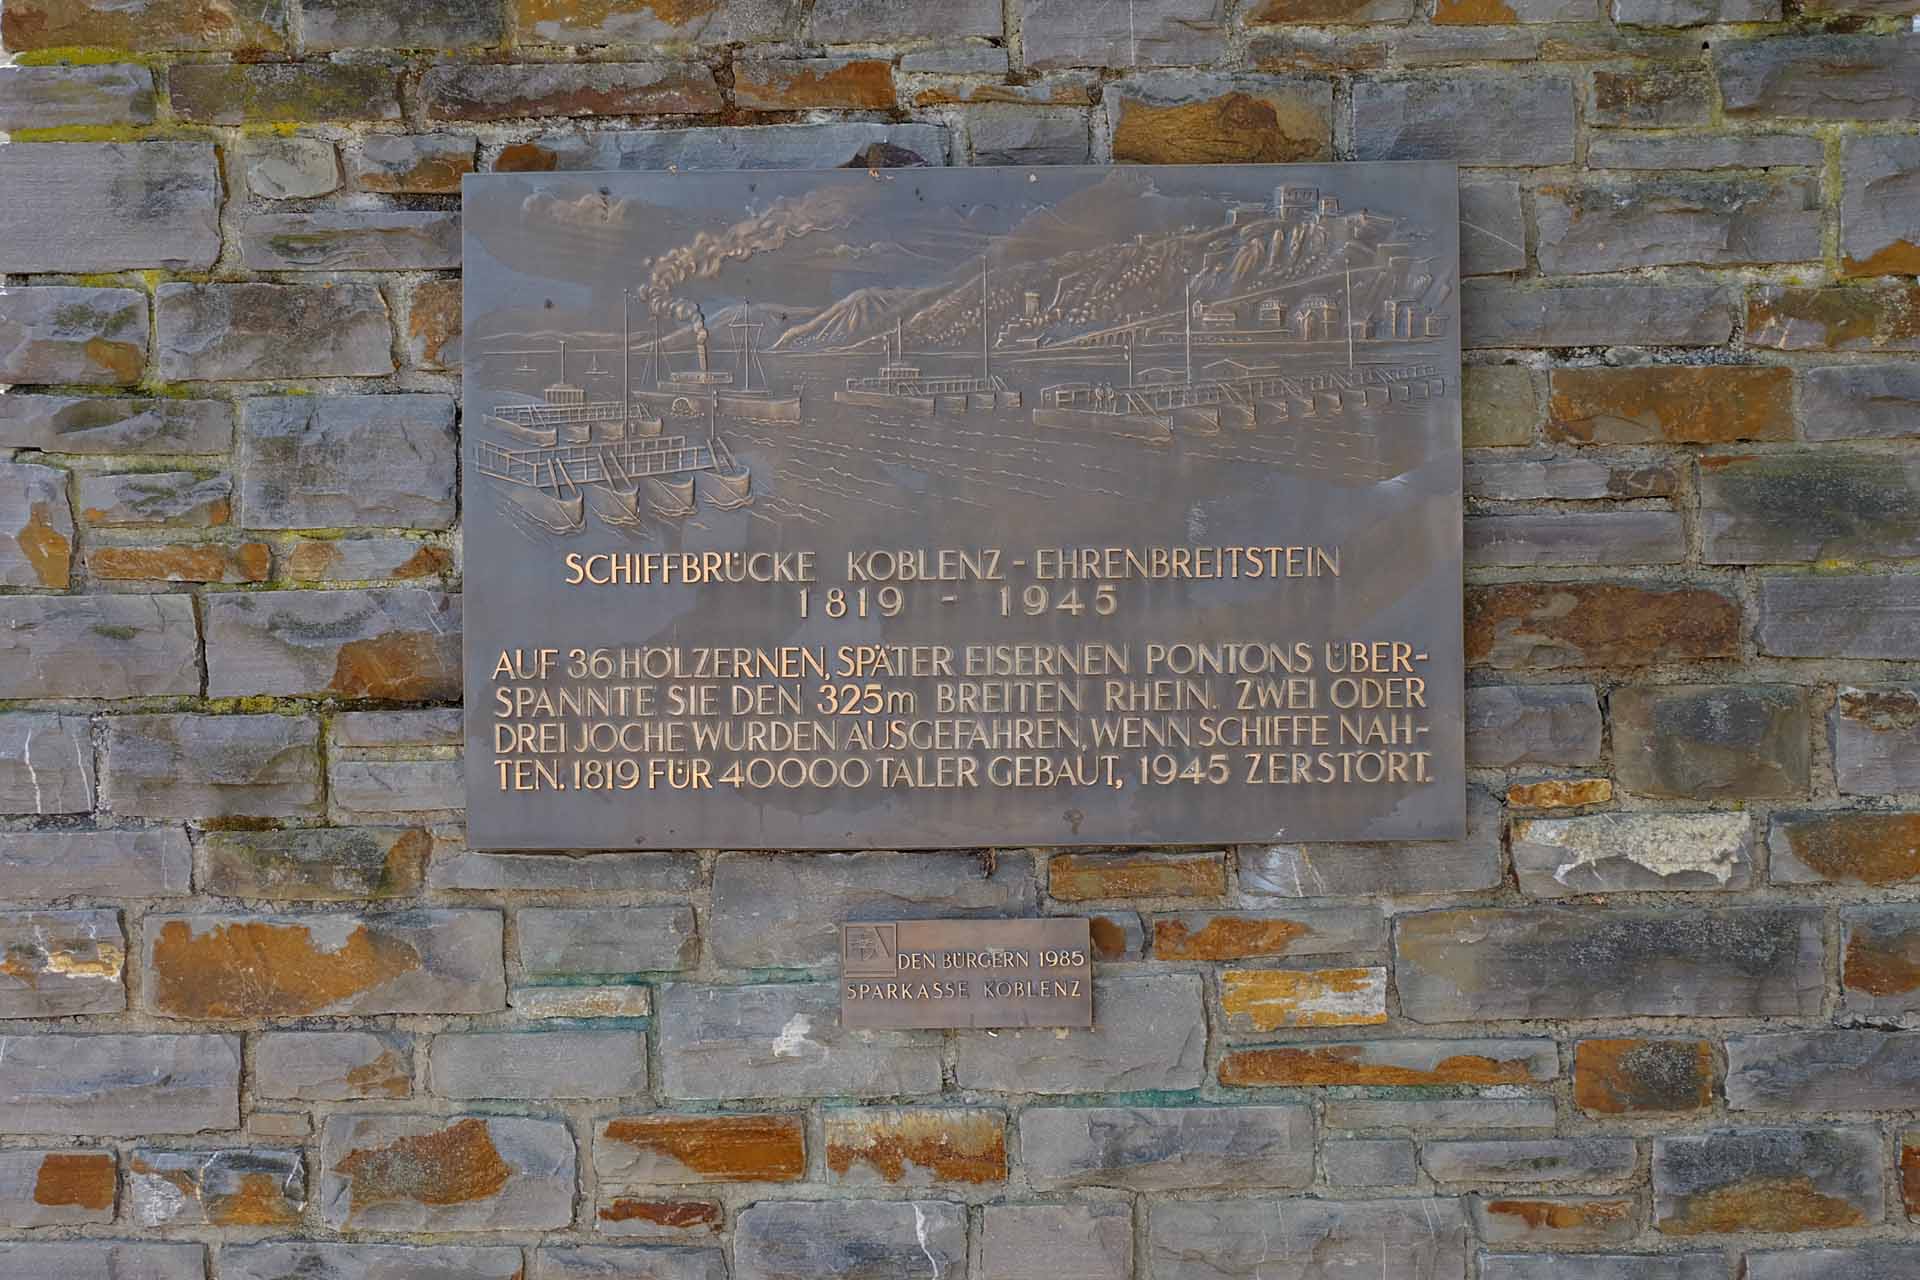 SCHIFFBRÜCKE KOBLENZ - EHRENBREITSTEIN
1819 - 1945
AUF 36 HÖLZERNEN, SPÄTER EISERNEN PONTONS ÜBER-
SPANNTE SIE DEN 325m BREITEN RHEIN. ZWEI ODER
DREI JOCHE WURDEN AUSGEFAHREN, WENN SCHIFFE NAH-
TEN. 1819 FÜR 40000 TALER GEBAUT, 1945 ZERSTÖRT.
DEN BÜRGERN 1985
SPARKASSE KOBLENZ